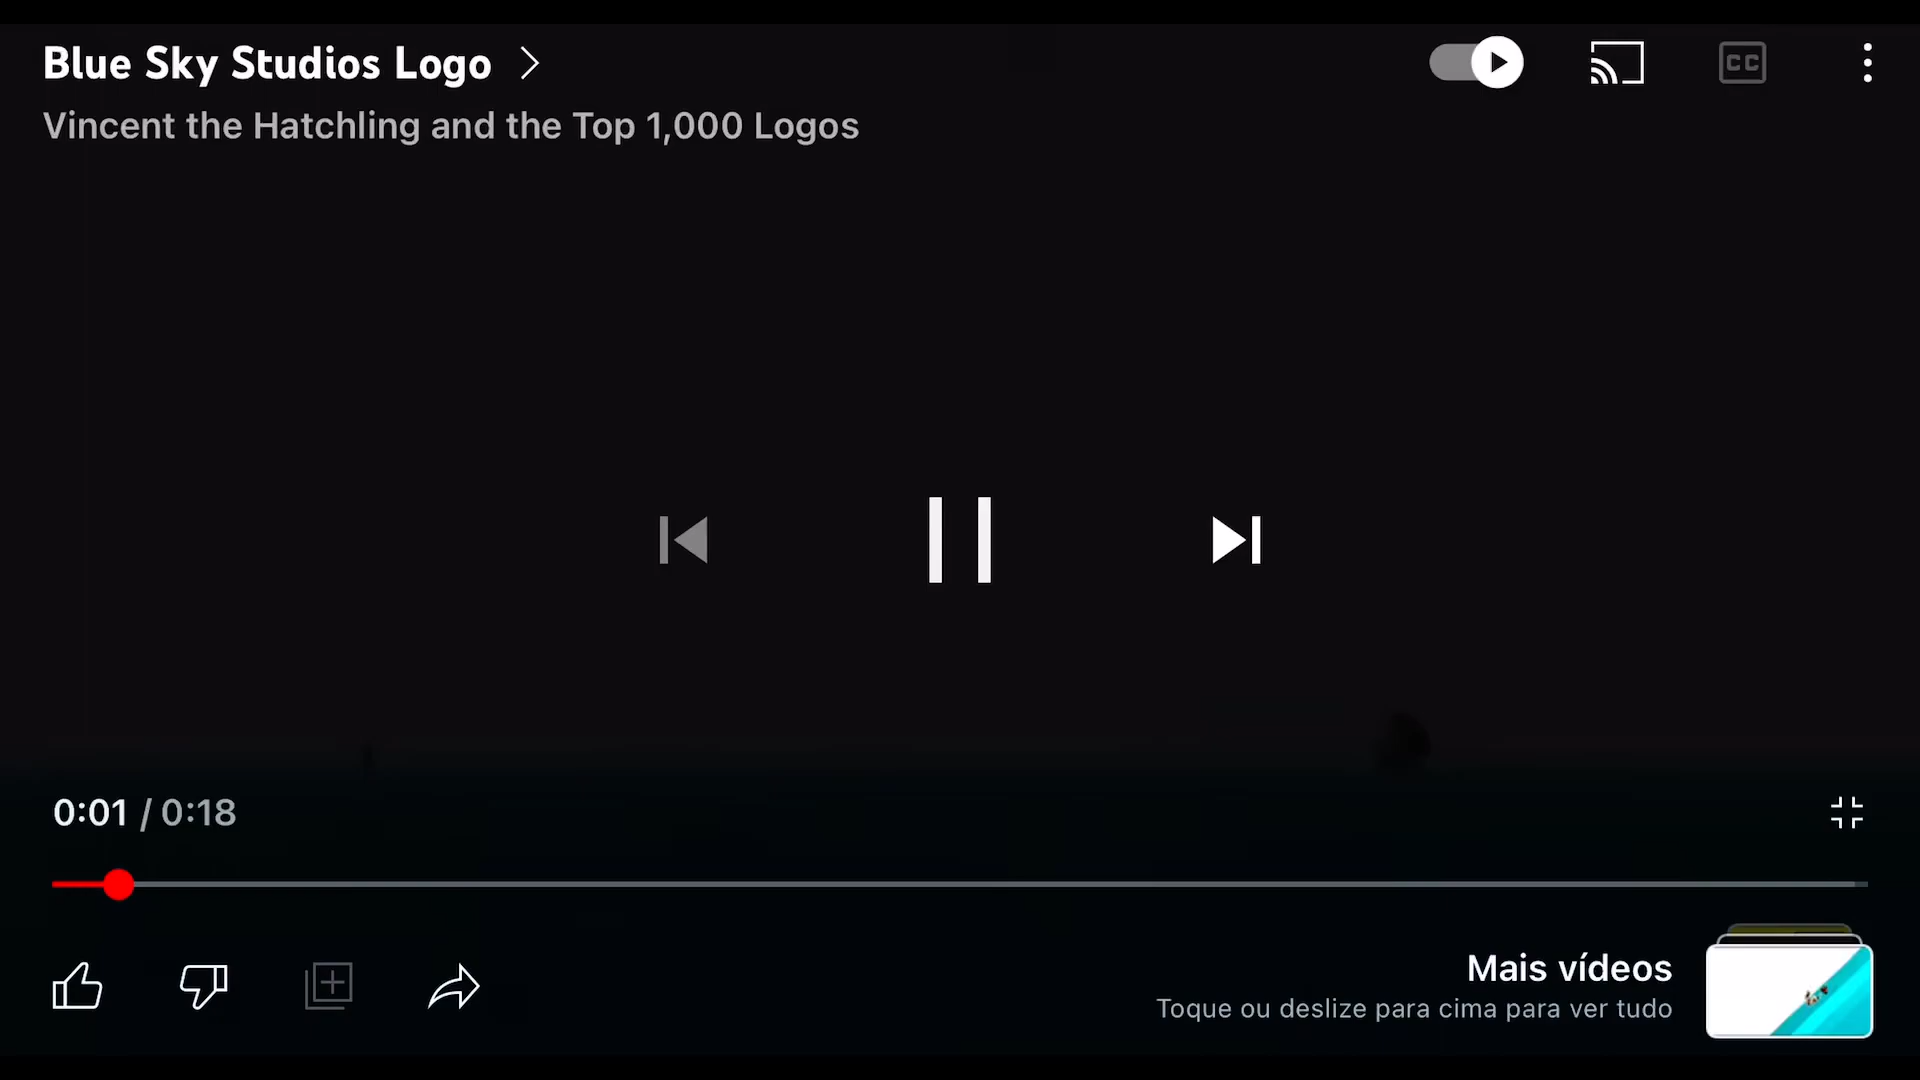 Blue Sky Studios Logo
Vincent the Hatchling and the Top 1,000 Logos
CC
0:01 / 0:18
Mais vídeos
Toque ou deslize para cima para ver tudo